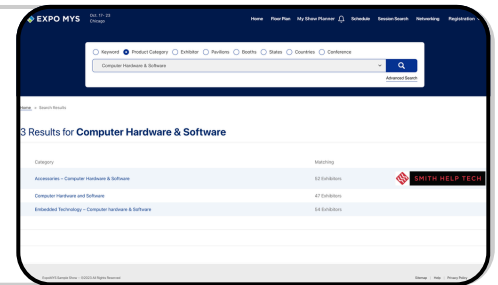 EXPO MYS
Oct. 17- 23
Chicago
Home Floor Plan My Show Planner Schedule Session Search Networking Registration
Keyword Product Category Exhibitor Pavilions Booths States Countries Conference
Computer Hardware & Software
Advanced Search
Home » Search Results
3 Results for Computer Hardware & Software
Category Matching
Accessories – Computer Hardware & Software 52 Exhibitors SMITH HELP TECH
Computer Hardware and Software 47 Exhibitors
Embedded Technology – Computer hardware & Software 54 Exhibitors
Sitemap | Help | Privacy Policy